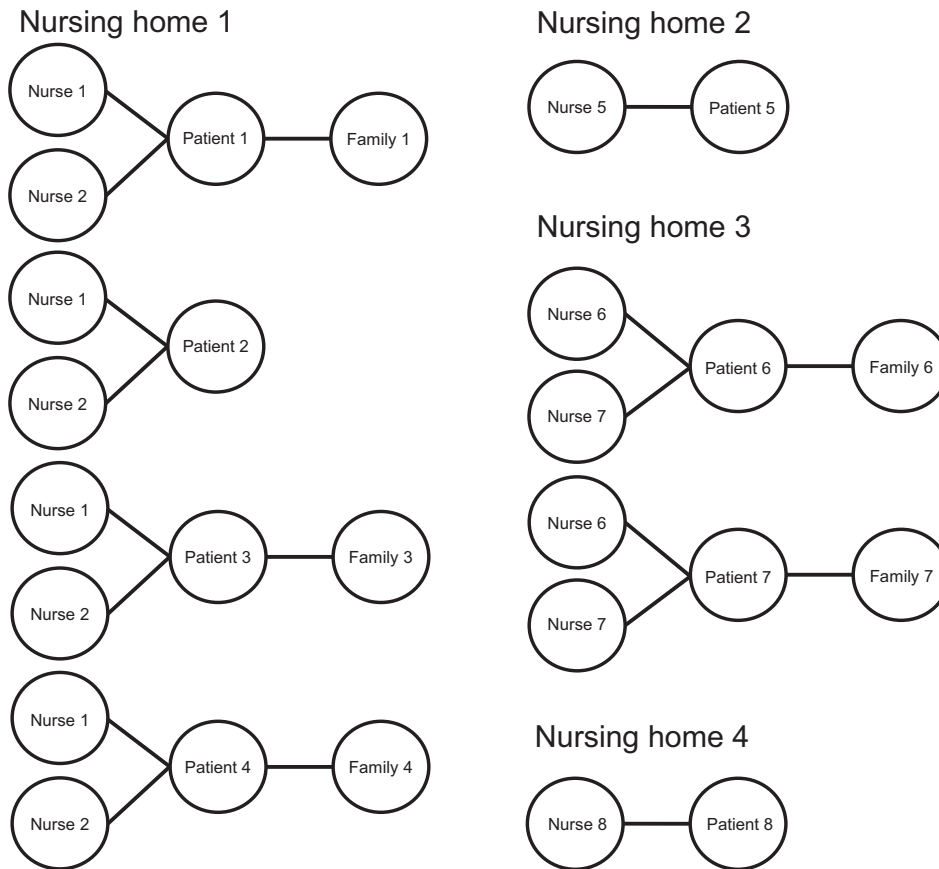 Nursing home 1
Nurse 1
Patient 1
Family 1
Nurse 2
Nurse 1
Patient 2
Nurse 2
Nurse 1
Patient 3
Family 3
Nurse 2
Nurse 1
Patient 4
Family 4
Nurse 2
Nursing home 2
Nurse 5
Patient 5
Nursing home 3
Nurse 6
Patient 6
Family 6
Nurse 7
Nurse 6
Patient 7
Family 7
Nurse 7
Nursing home 4
Nurse 8
Patient 8